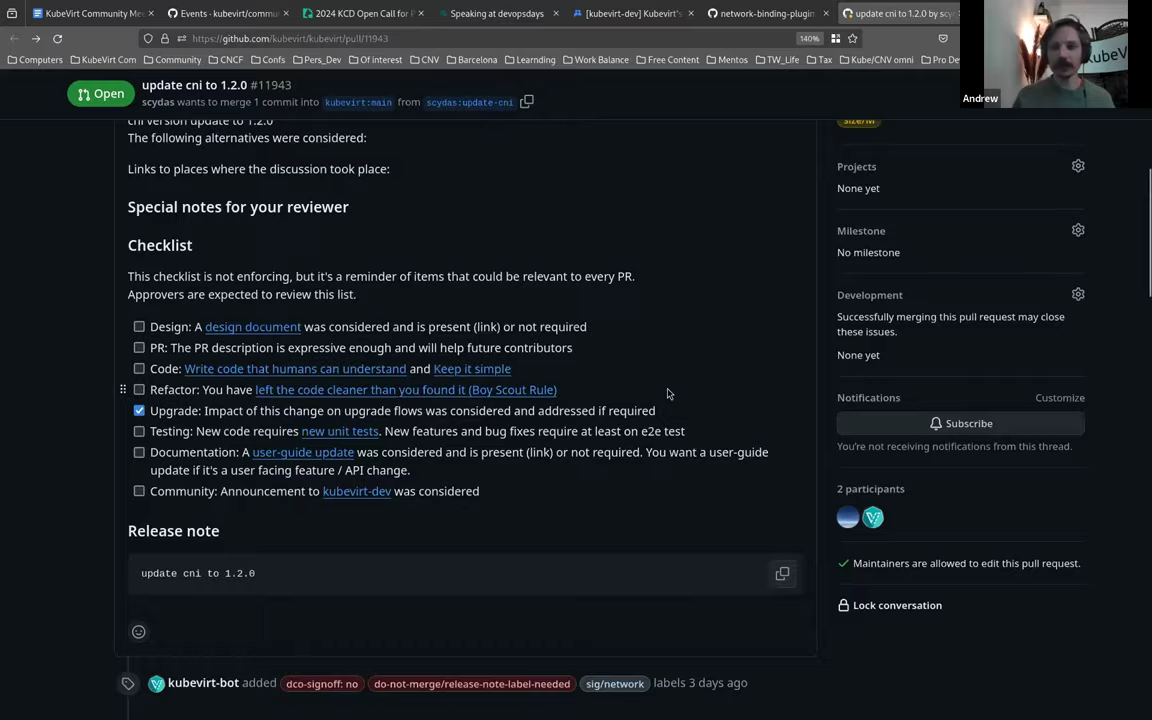 KubeVirt Community Mee
Events · kubevirt/commu
2024 KCD Open Call for
Speaking at devopsdays
[kubevirt-dev] Kubevirt's
network-binding-plugin
update cni to 1.2.0 by scy
https://github.com/kubevirt/kubevirt/pull/11943
140%
Computers
KubeVirt Com
Community
CNCF
Confs
Pers_Dev
Of interest
CNV
Barcelona
Learnding
Work Balance
Free Content
Mentos
TW_Life
Tax
Kube/CNV omni
Pro De
Andrew
Open
update cni to 1.2.0 #11943
scydas wants to merge 1 commit into kubevirt:main from scydas:update-cni
cni version update to 1.2.0
The following alternatives were considered:
Links to places where the discussion took place:
Special notes for your reviewer
Checklist
This checklist is not enforcing, but it's a reminder of items that could be relevant to every PR.
Approvers are expected to review this list.
Design: A design document was considered and is present (link) or not required
PR: The PR description is expressive enough and will help future contributors
Code: Write code that humans can understand and Keep it simple
Refactor: You have left the code cleaner than you found it (Boy Scout Rule)
Upgrade: Impact of this change on upgrade flows was considered and addressed if required
Testing: New code requires new unit tests. New features and bug fixes require at least on e2e test
Documentation: A user-guide update was considered and is present (link) or not required. You want a user-guide
update if it's a user facing feature / API change.
Community: Announcement to kubevirt-dev was considered
Release note
update cni to 1.2.0
kubevirt-bot added dco-signoff: no do-not-merge/release-note-label-needed sig/network labels 3 days ago
size/M
Projects
None yet
Milestone
No milestone
Development
Successfully merging this pull request may close
these issues.
None yet
Notifications
Customize
Subscribe
You're not receiving notifications from this thread.
2 participants
Maintainers are allowed to edit this pull request.
Lock conversation